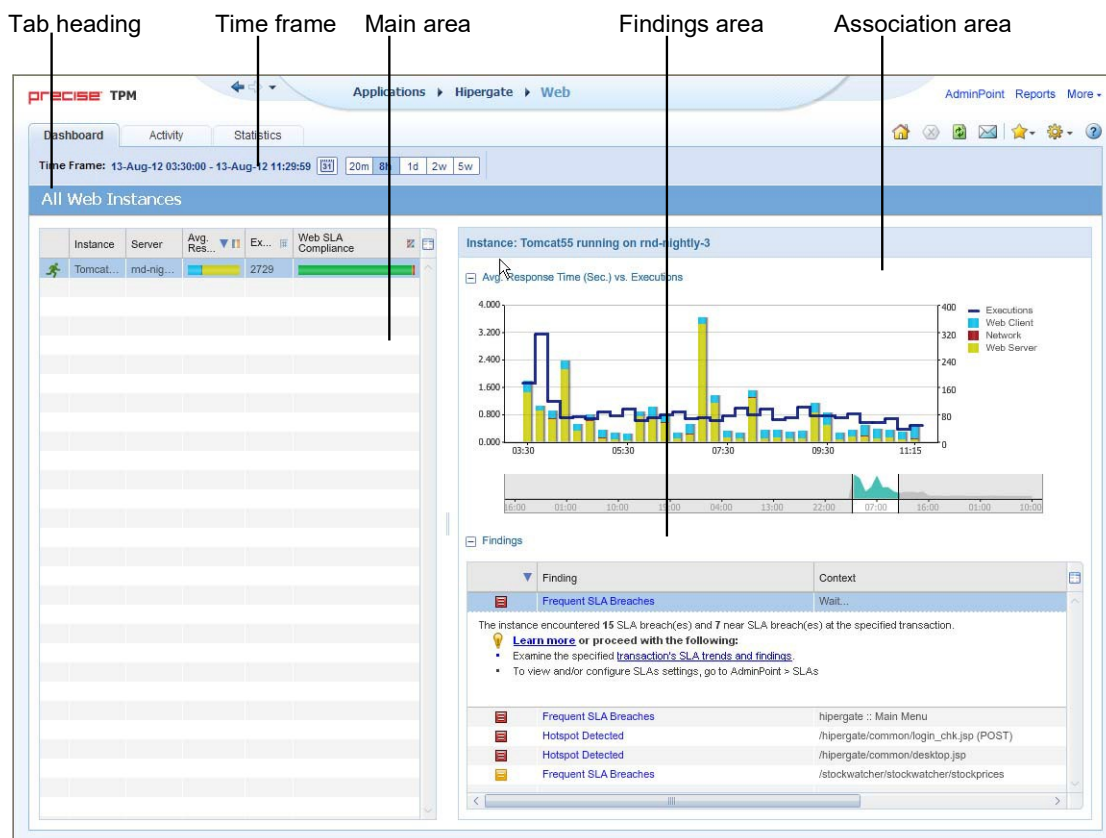 Tab heading Time frame Main area Findings area Association area
precise TPM
Applications Hipergate Web
AdminPoint Reports More
Dashboard Activity Statistics
Time Frame: 13-Aug-12 03:30:00 - 13-Aug-12 11:29:59 31 20m 8h 1d 2w 5w
All Web Instances
Instance Server Avg. Res... Ex... Web SLA Compliance
Tomcat... rnd-nig... 2729
Instance: Tomcat55 running on rnd-nightly-3
Avg. Response Time (Sec.) vs. Executions
4.000 400
3.200 320
2.400 240
1.600 160
0.800 80
0.000 0
03:30 05:30 07:30 09:30 11:15
Executions
Web Client
Network
Web Server
16:00 01:00 10:00 19:00 04:00 13:00 22:00 07:00 16:00 01:00 10:00
Findings
Finding Context
Frequent SLA Breaches Wait...
The instance encountered 15 SLA breach(es) and 7 near SLA breach(es) at the specified transaction.
Learn more or proceed with the following:
Examine the specified transaction's SLA trends and findings.
To view and/or configure SLAs settings, go to AdminPoint > SLAs
Frequent SLA Breaches hipergate :: Main Menu
Hotspot Detected /hipergate/common/login_chk.jsp (POST)
Hotspot Detected /hipergate/common/desktop.jsp
Frequent SLA Breaches /stockwatcher/stockwatcher/stockprices